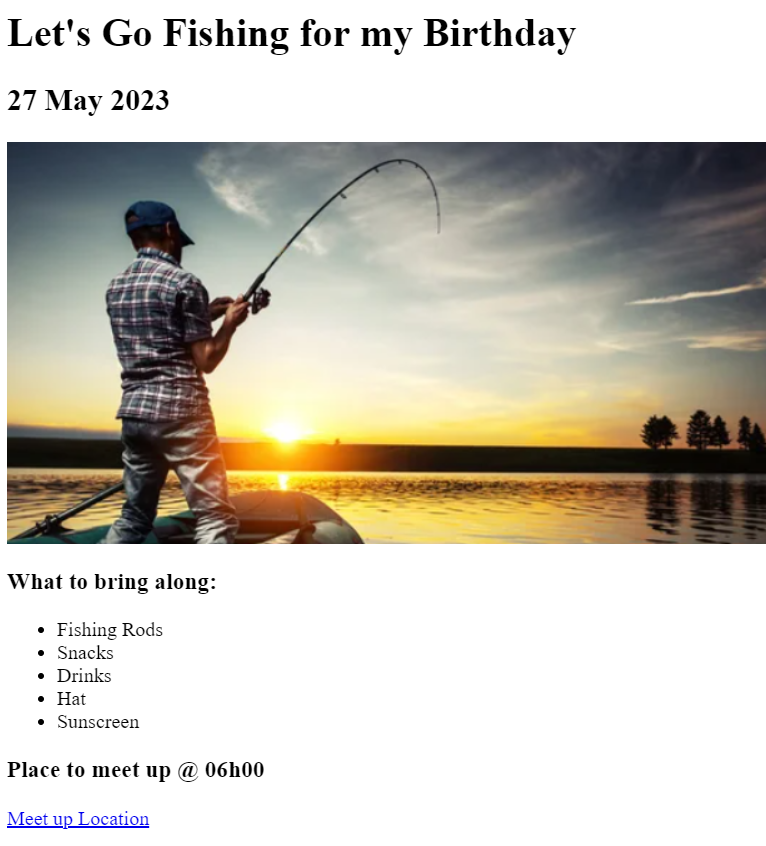 Let's Go Fishing for my Birthday
27 May 2023
What to bring along:
Fishing Rods
Snacks
Drinks
Hat
Sunscreen
Place to meet up @ 06h00
Meet up Location